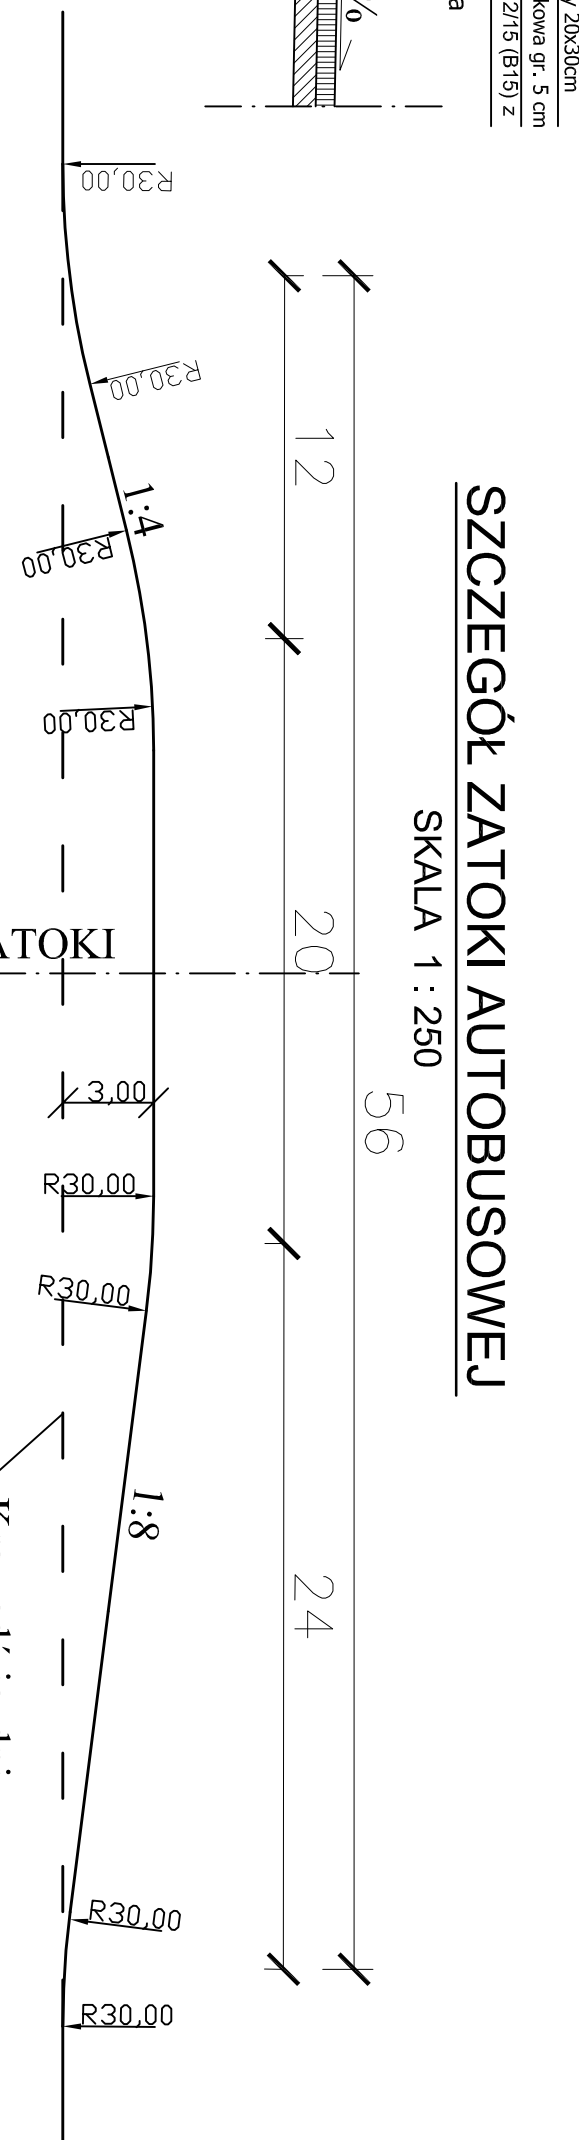 y 20x30cm
kowa gr. 5 cm
2/15 (B15) z
a
%
SZCZEGÓŁ ZATOKI AUTOBUSOWEJ
SKALA 1 : 250
56
12
20
24
R30,00
R30,00
1:4
R30,00
R30,00
ATOKI
3,00
R30,00
R30,00
1:8
R30,00
R30,00